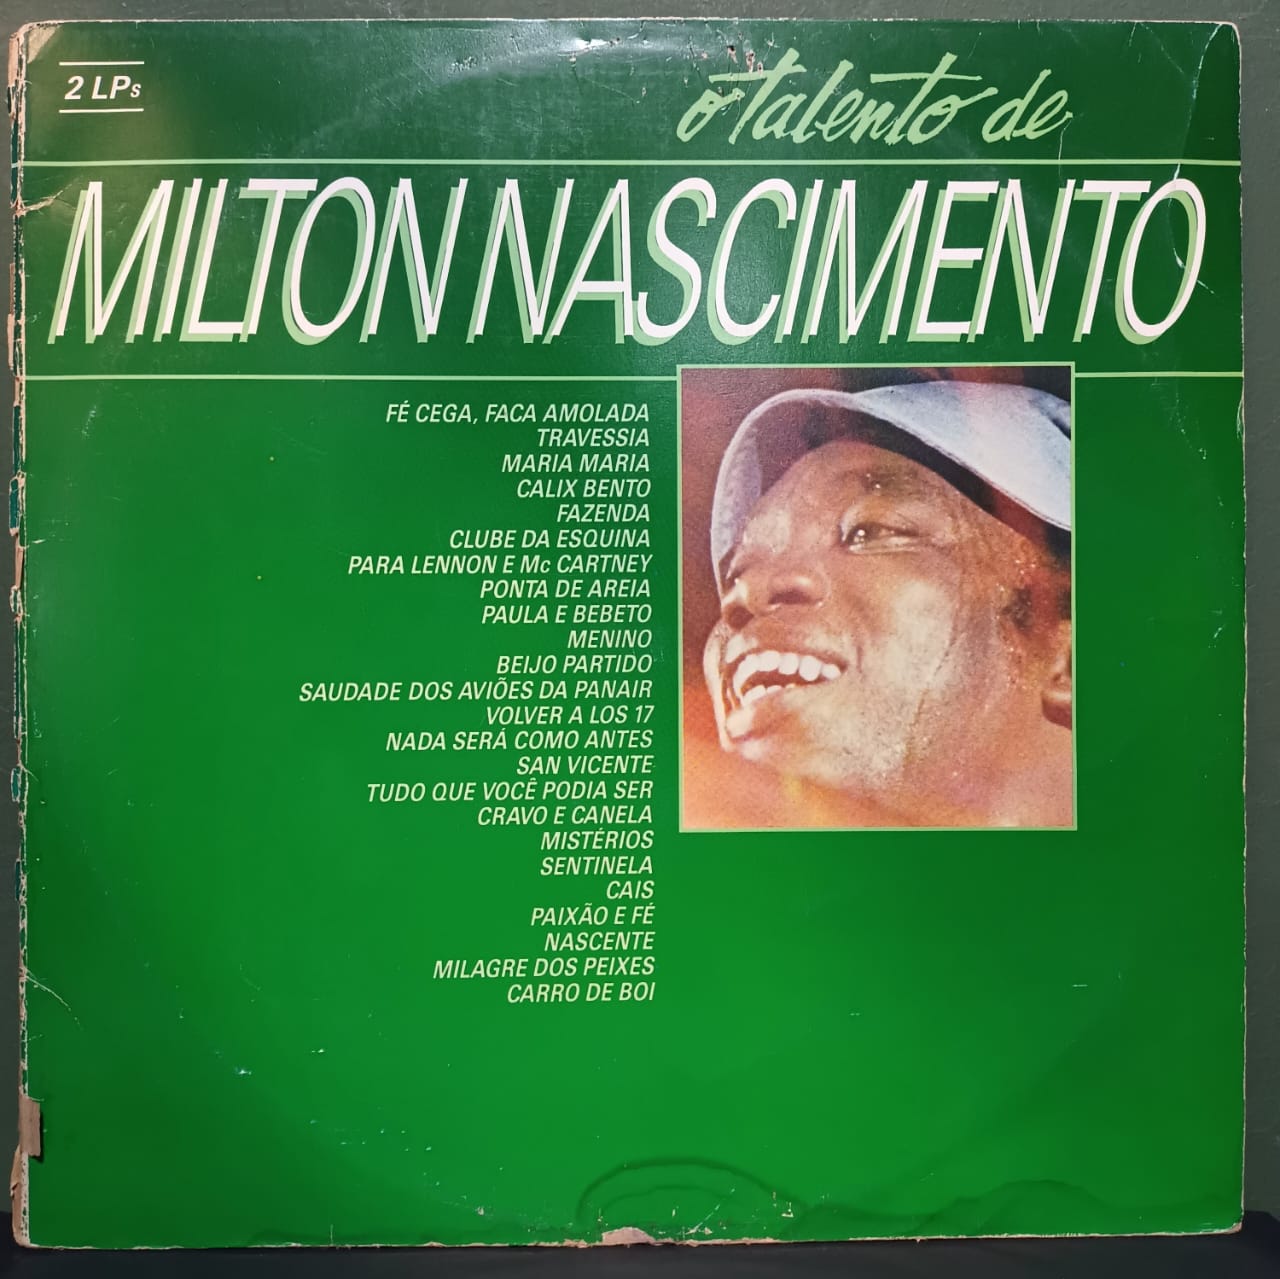 2 LPs
o talento de
MILTON NASCIMENTO
FÉ CEGA, FACA AMOLADA
TRAVESSIA
MARIA MARIA
CALIX BENTO
FAZENDA
CLUBE DA ESQUINA
PARA LENNON E Mc CARTNEY
PONTA DE AREIA
PAULA E BEBETO
MENINO
BEIJO PARTIDO
SAUDADE DOS AVIÕES DA PANAIR
VOLVER A LOS 17
NADA SERÁ COMO ANTES
SAN VICENTE
TUDO QUE VOCÊ PODIA SER
CRAVO E CANELA
MISTÉRIOS
SENTINELA
CAIS
PAIXÃO E FÉ
NASCENTE
MILAGRE DOS PEIXES
CARRO DE BOI